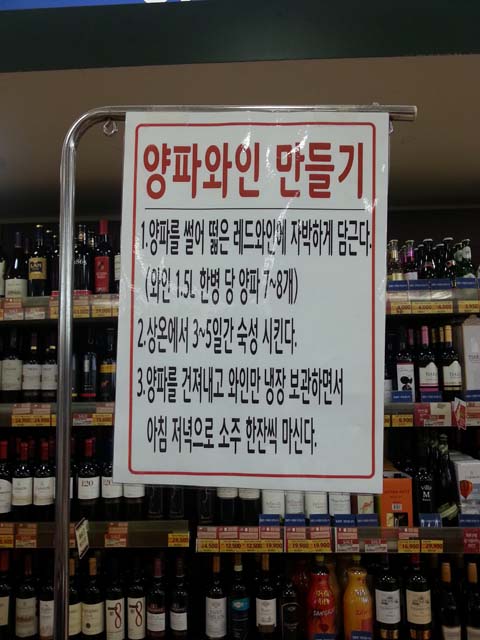 양파와인 만들기
1.양파를 썰어 떫은 레드와인에 자박하게 담근다.
(와인 1.5L 한병 당 양파 7~8개)
2.상온에서 3~5일간 숙성 시킨다.
3.양파를 건져내고 와인만 냉장 보관하면서
아침 저녁으로 소주 한잔씩 마신다.